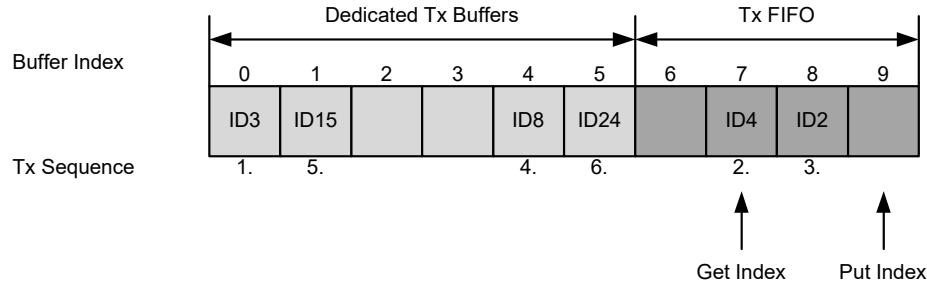 Dedicated Tx Buffers Tx FIFO
Buffer Index 0 1 2 3 4 5 6 7 8 9
ID3 ID15 ID8 ID24 ID4 ID2
Tx Sequence 1. 5. 4. 6. 2. 3.
Get Index Put Index